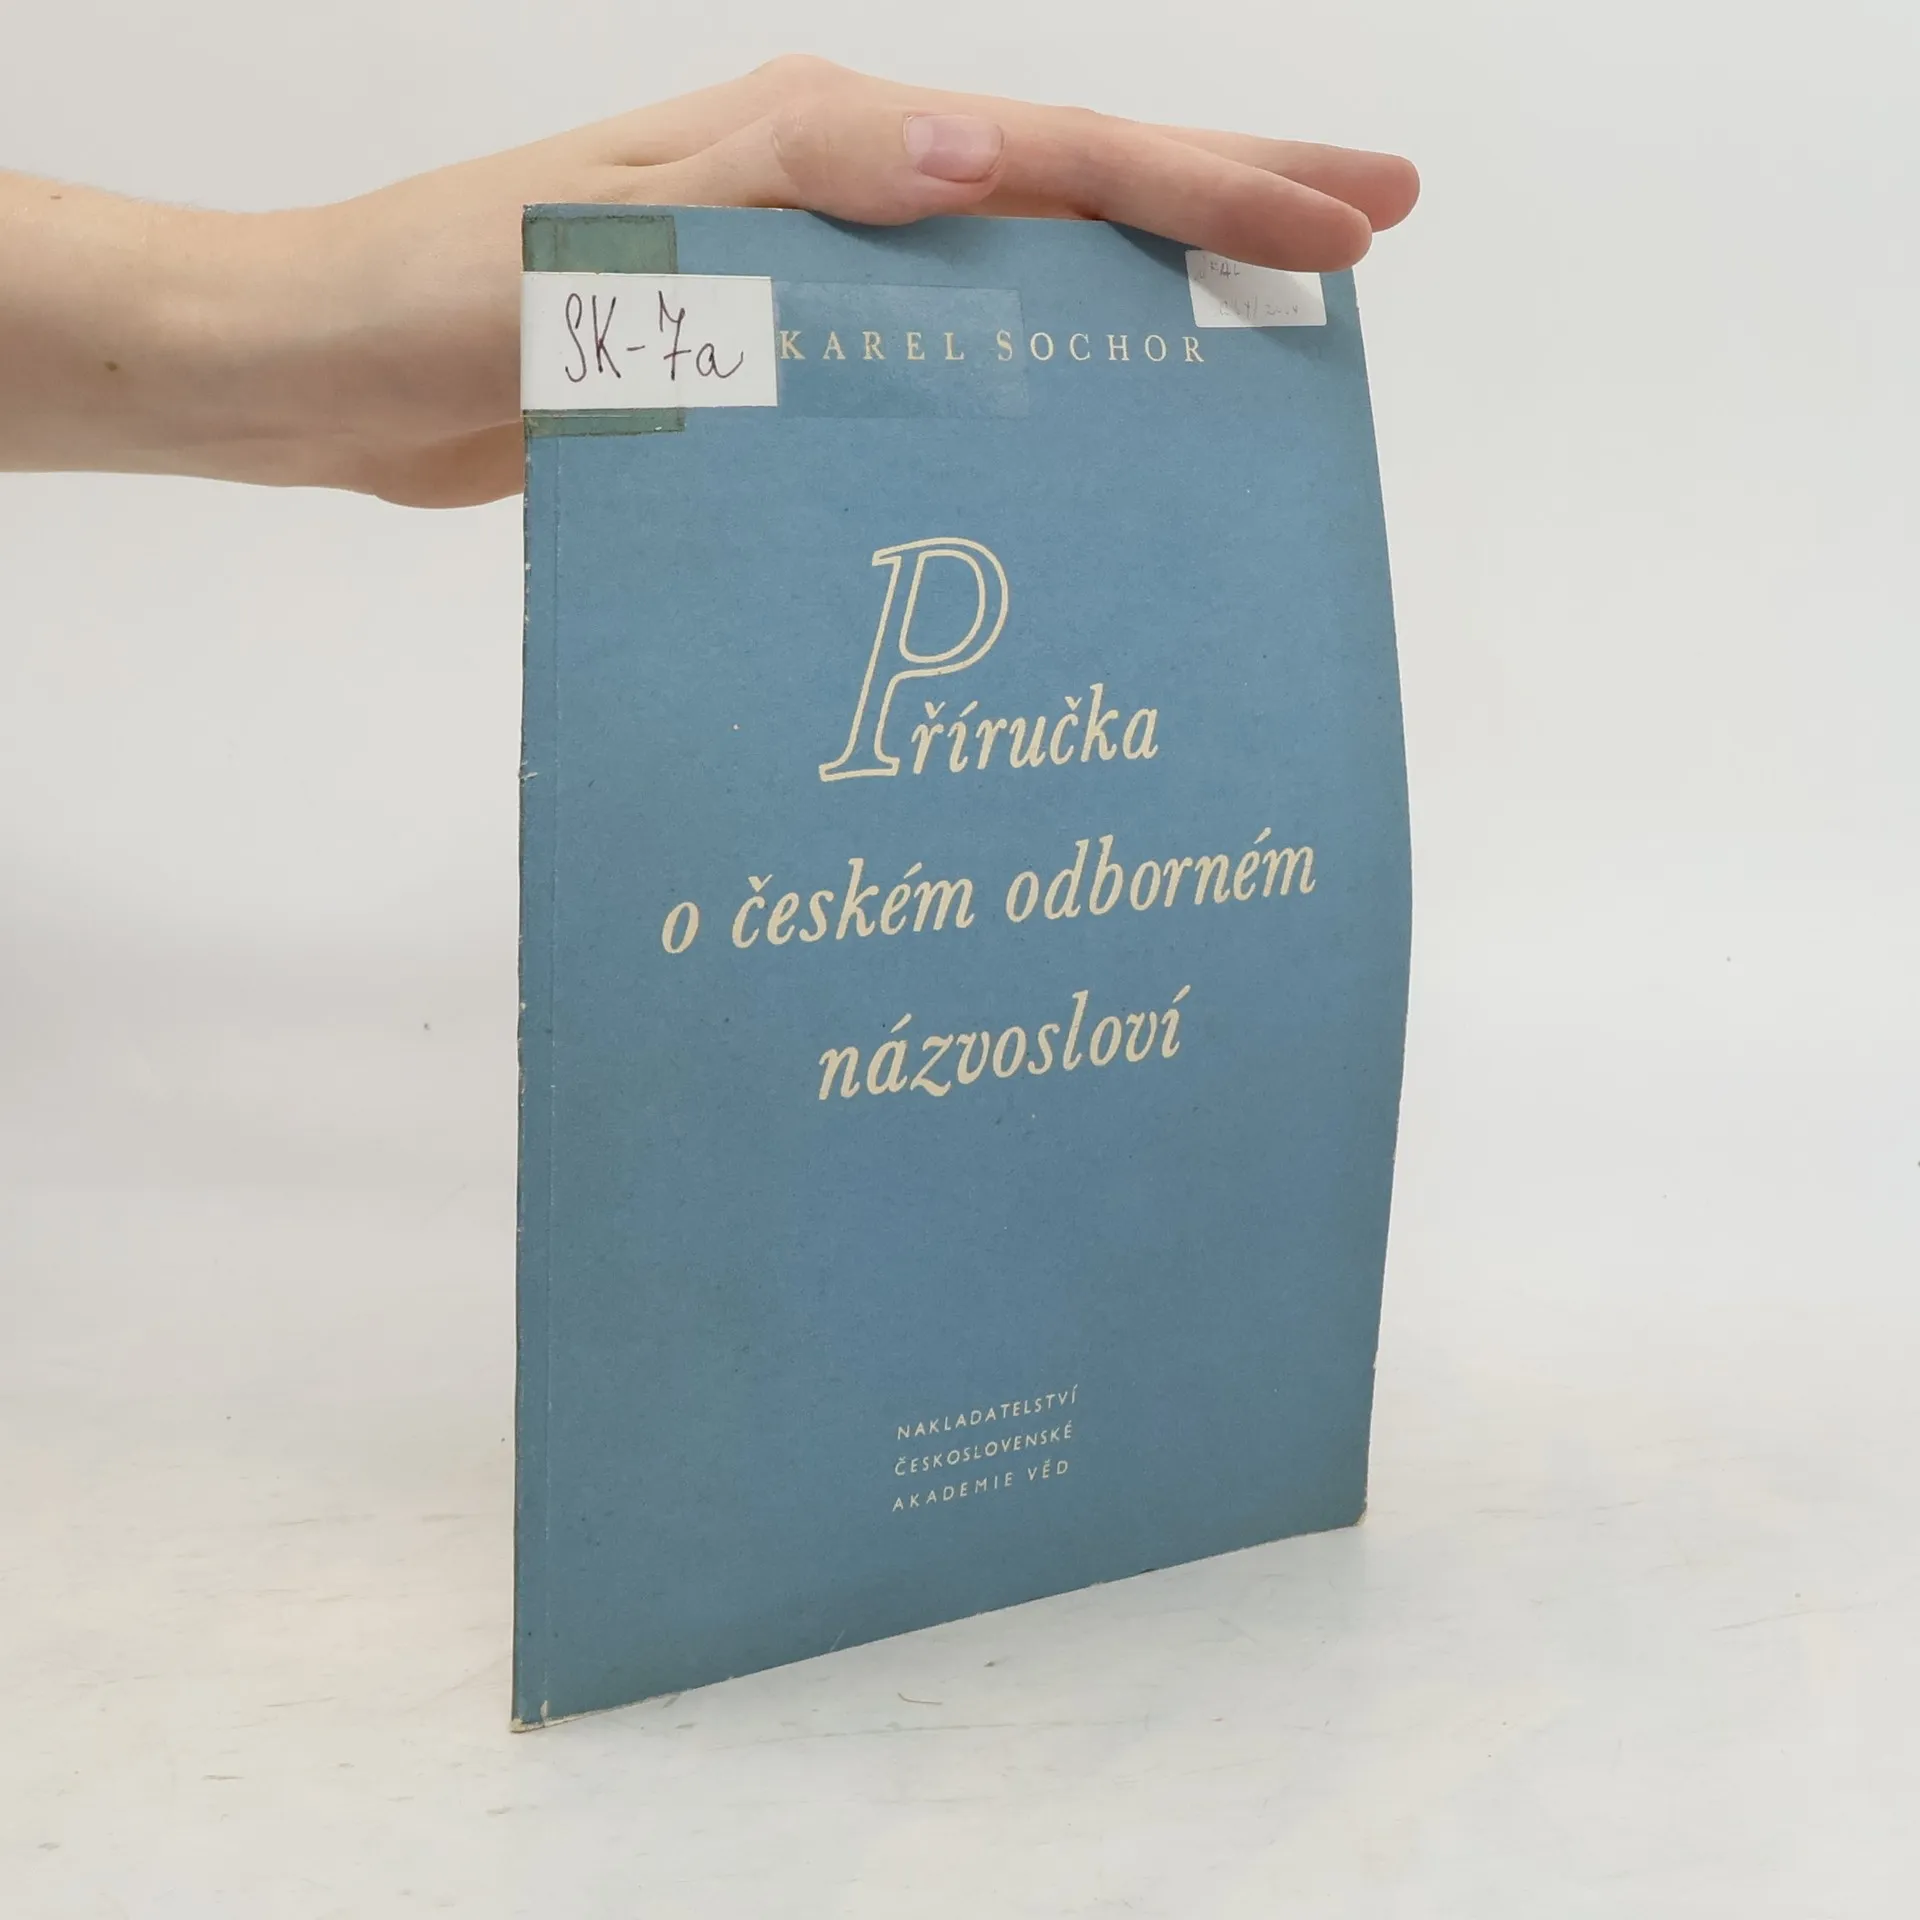 SK-7a
KAREL SOCHOR
Příručka
o českém odborném
názvosloví
NAKLADATELSTVÍ
ČESKOSLOVENSKÉ
AKADEMIE VĚD